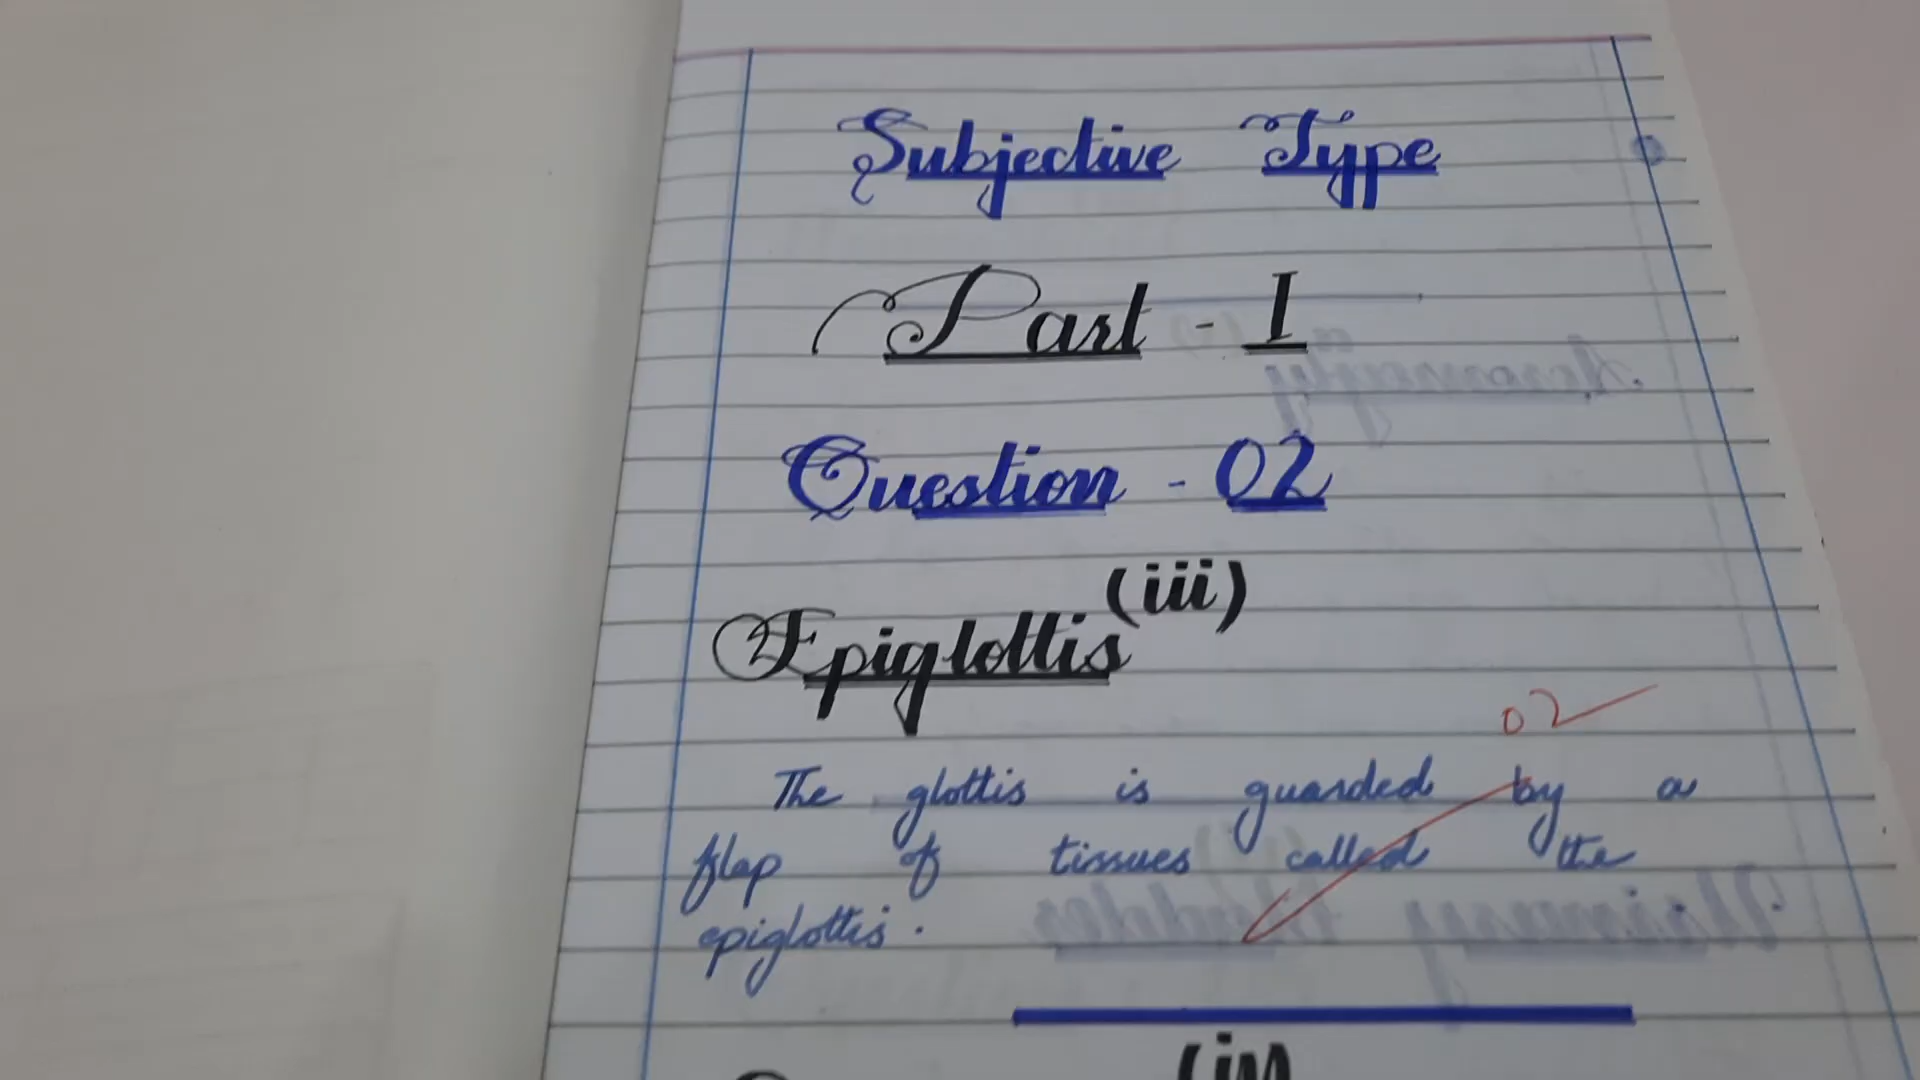 Subjective Type
Part - I
Question - 02
(iii)
Epiglottis
02
The glottis is guarded by a
flap of tissues called the
epiglottis.